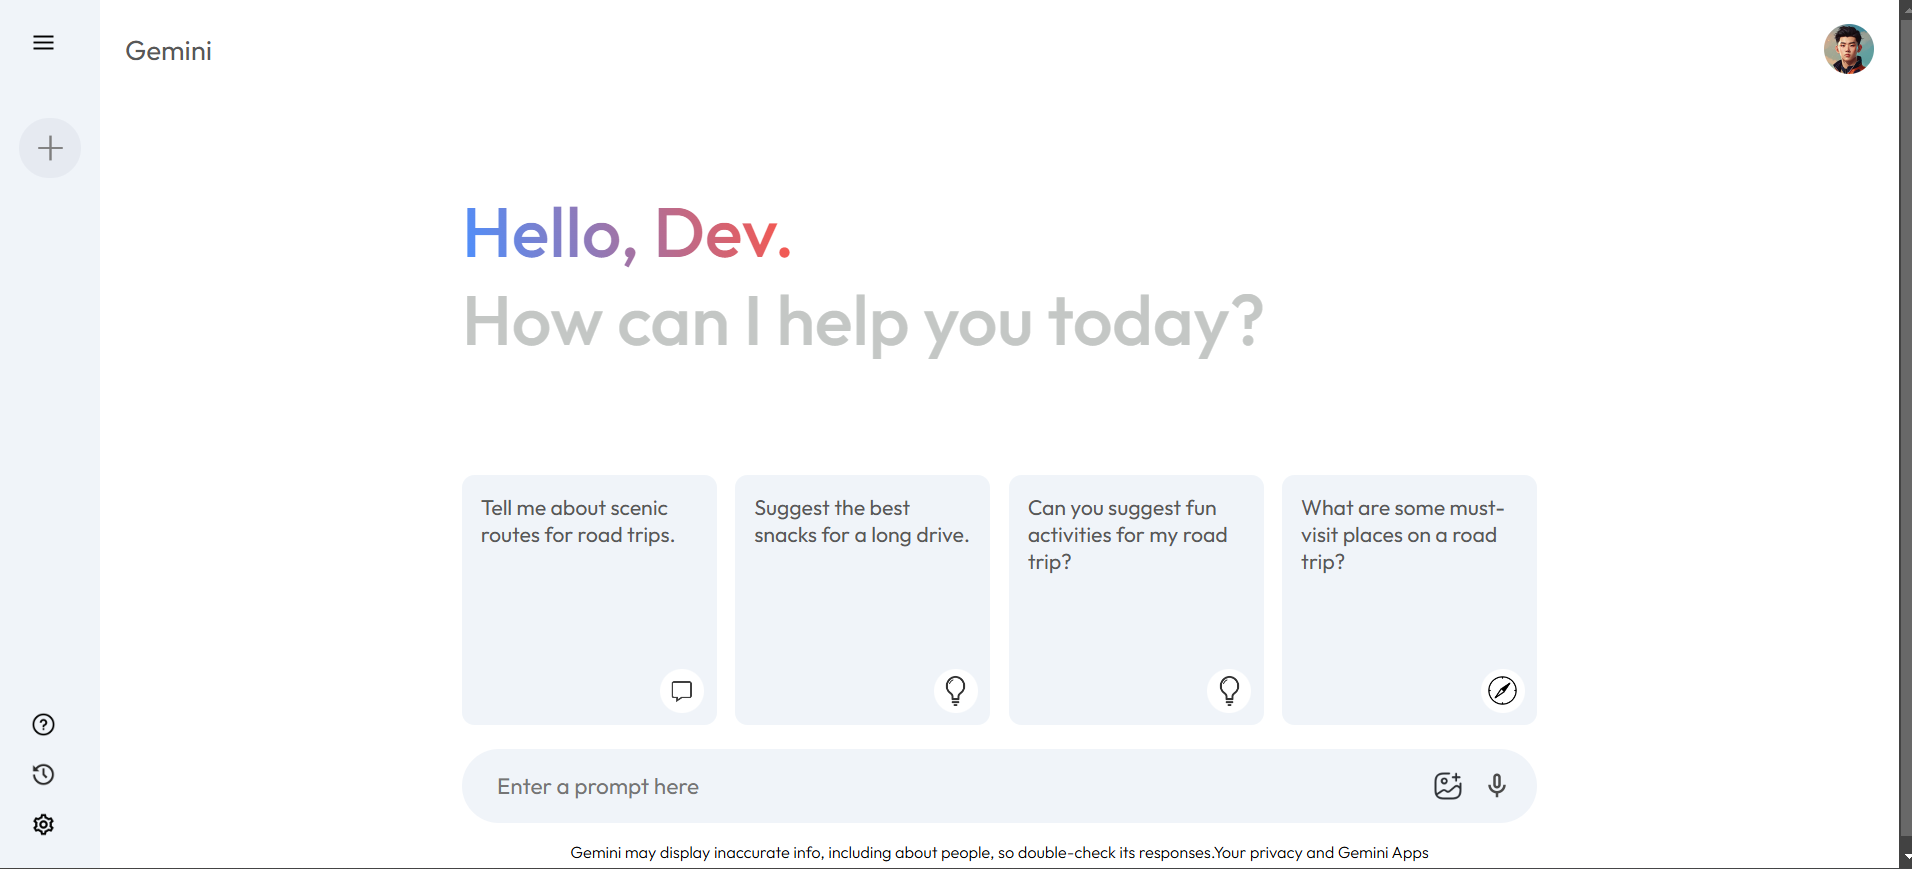 Gemini
Hello, Dev.
How can I help you today?
Tell me about scenic
routes for road trips.
Suggest the best
snacks for a long drive.
Can you suggest fun
activities for my road
trip?
What are some must-
visit places on a road
trip?
Enter a prompt here
Gemini may display inaccurate info, including about people, so double-check its responses.Your privacy and Gemini Apps